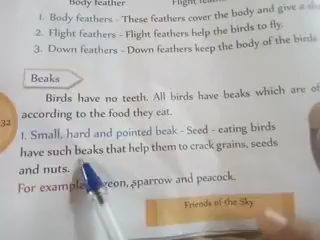 Body feather Flight
1. Body feathers - These feathers cover the body and give a
2. Flight feathers - Flight feathers help the birds to fly.
3. Down feathers - Down feathers keep the body of the birds
Beaks
Birds have no teeth. All birds have beaks which are of
according to the food they eat.
32
1. Small, hard and pointed beak - Seed - eating birds
have such beaks that help them to crack grains, seeds
and nuts.
For example sparrow and peacock.
Friends of the Sky